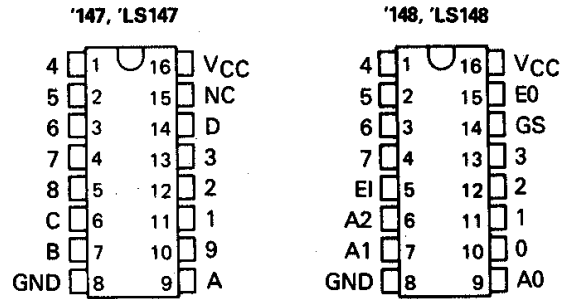 '147, 'LS147
4 1 16 VCC
5 2 15 NC
6 3 14 D
7 4 13 3
8 5 12 2
C 6 11 1
B 7 10 9
GND 8 9 A
'148, 'LS148
4 1 16 VCC
5 2 15 E0
6 3 14 GS
7 4 13 3
EI 5 12 2
A2 6 11 1
A1 7 10 0
GND 8 9 A0